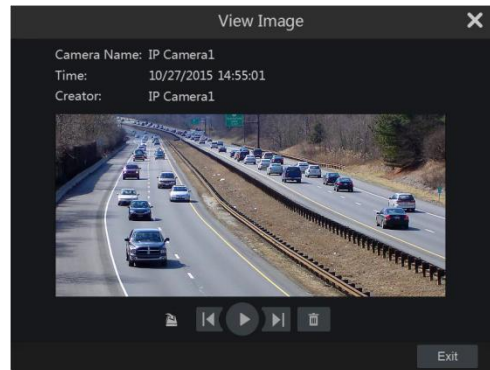 View Image
Camera Name: IP Camera1
Time: 10/27/2015 14:55:01
Creator: IP Camera1
Exit